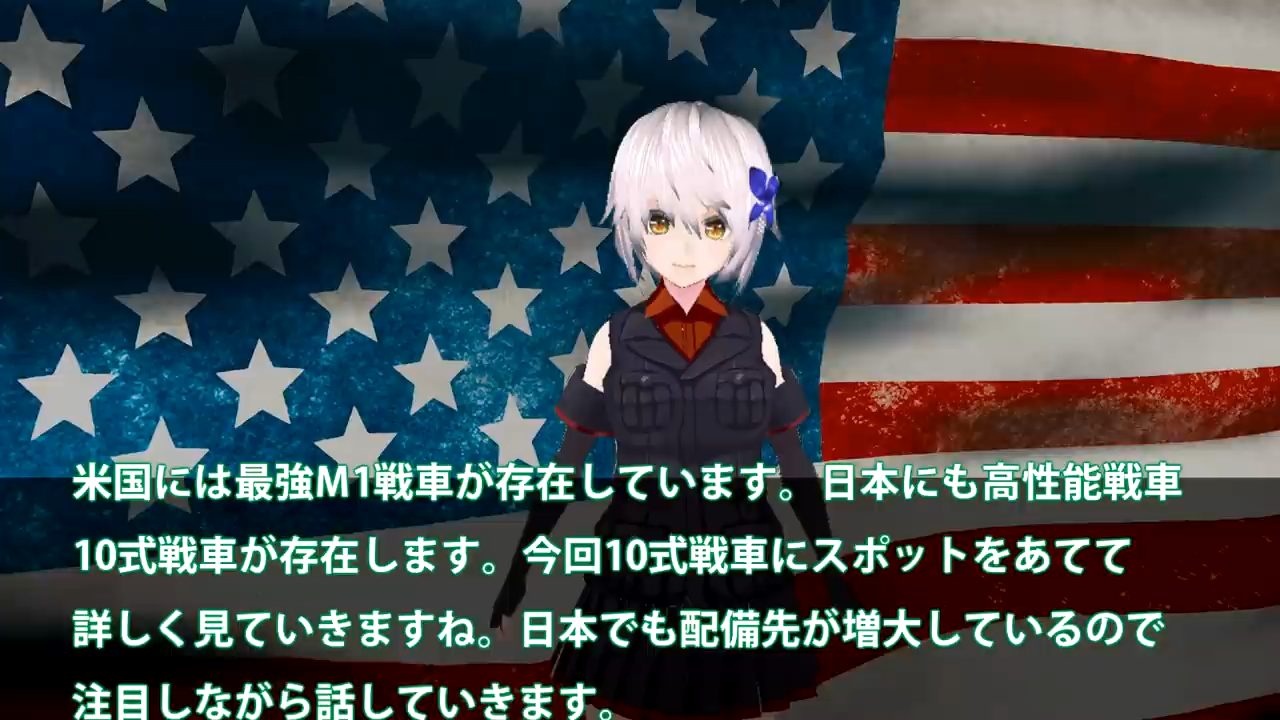 米国には最強M1戦車が存在しています。日本にも高性能戦車
10式戦車が存在します。今回10式戦車にスポットをあてて
詳しく見ていきますね。日本でも配備先が増大しているので
注目しながら話していきます。